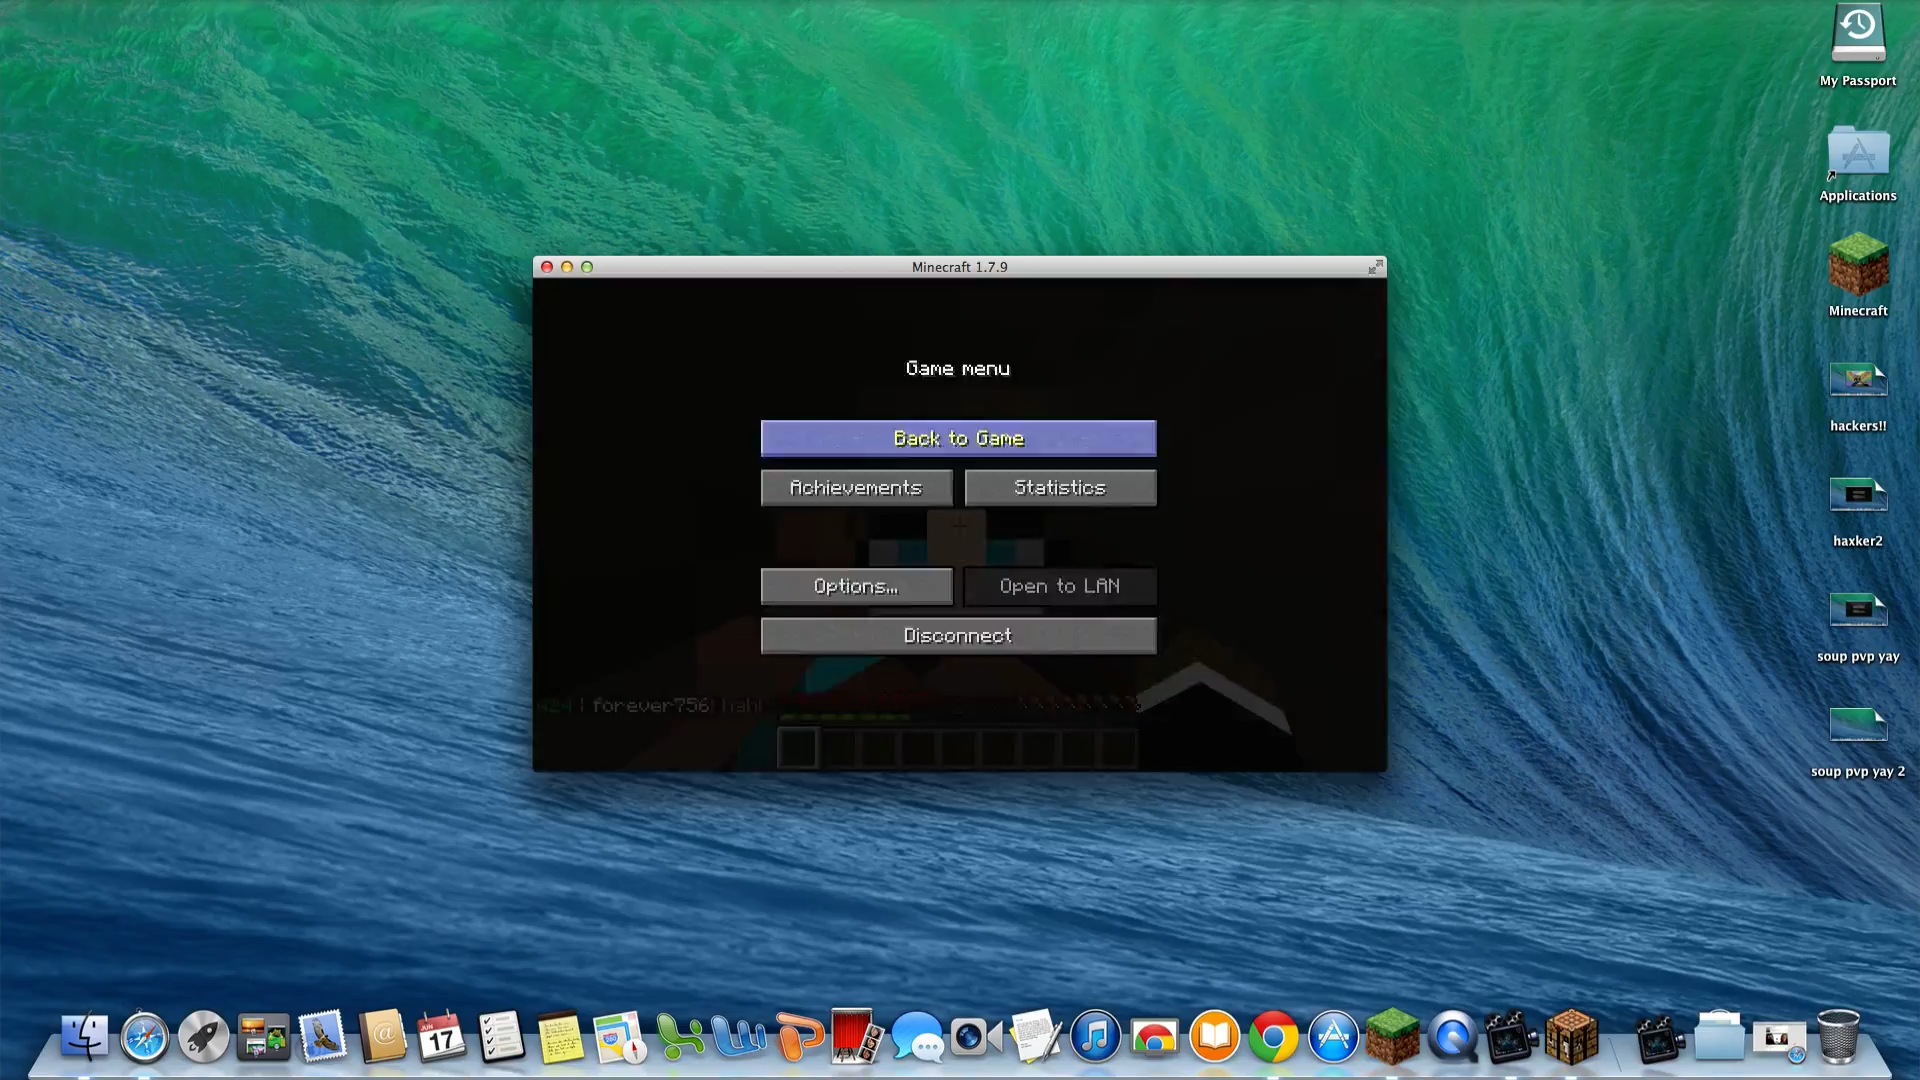 My Passport
Applications
Minecraft 1.7.9
Minecraft
Game menu
hackers!!
Back to Game
Achievements
Statistics
haxker2
Options...
Open to LAN
Disconnect
soup pvp yay
forever756
soup pvp yay 2
JUN
17